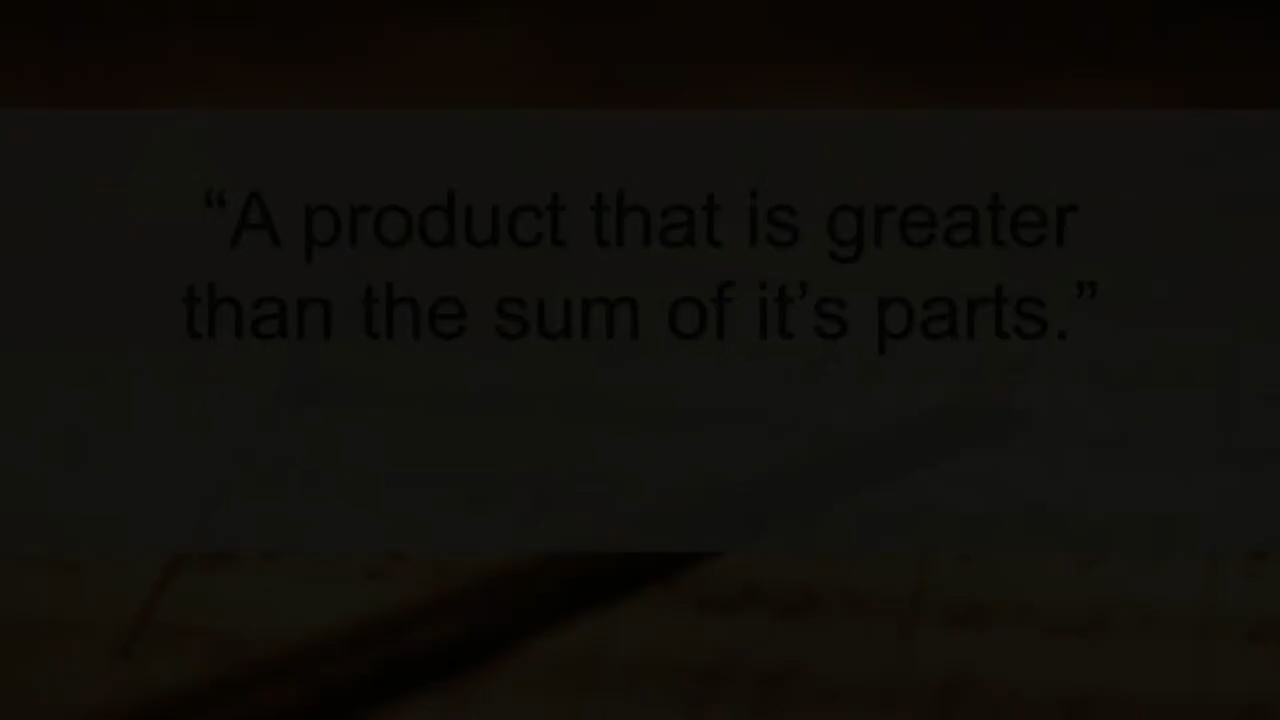 “A product that is greater
than the sum of it’s parts.”